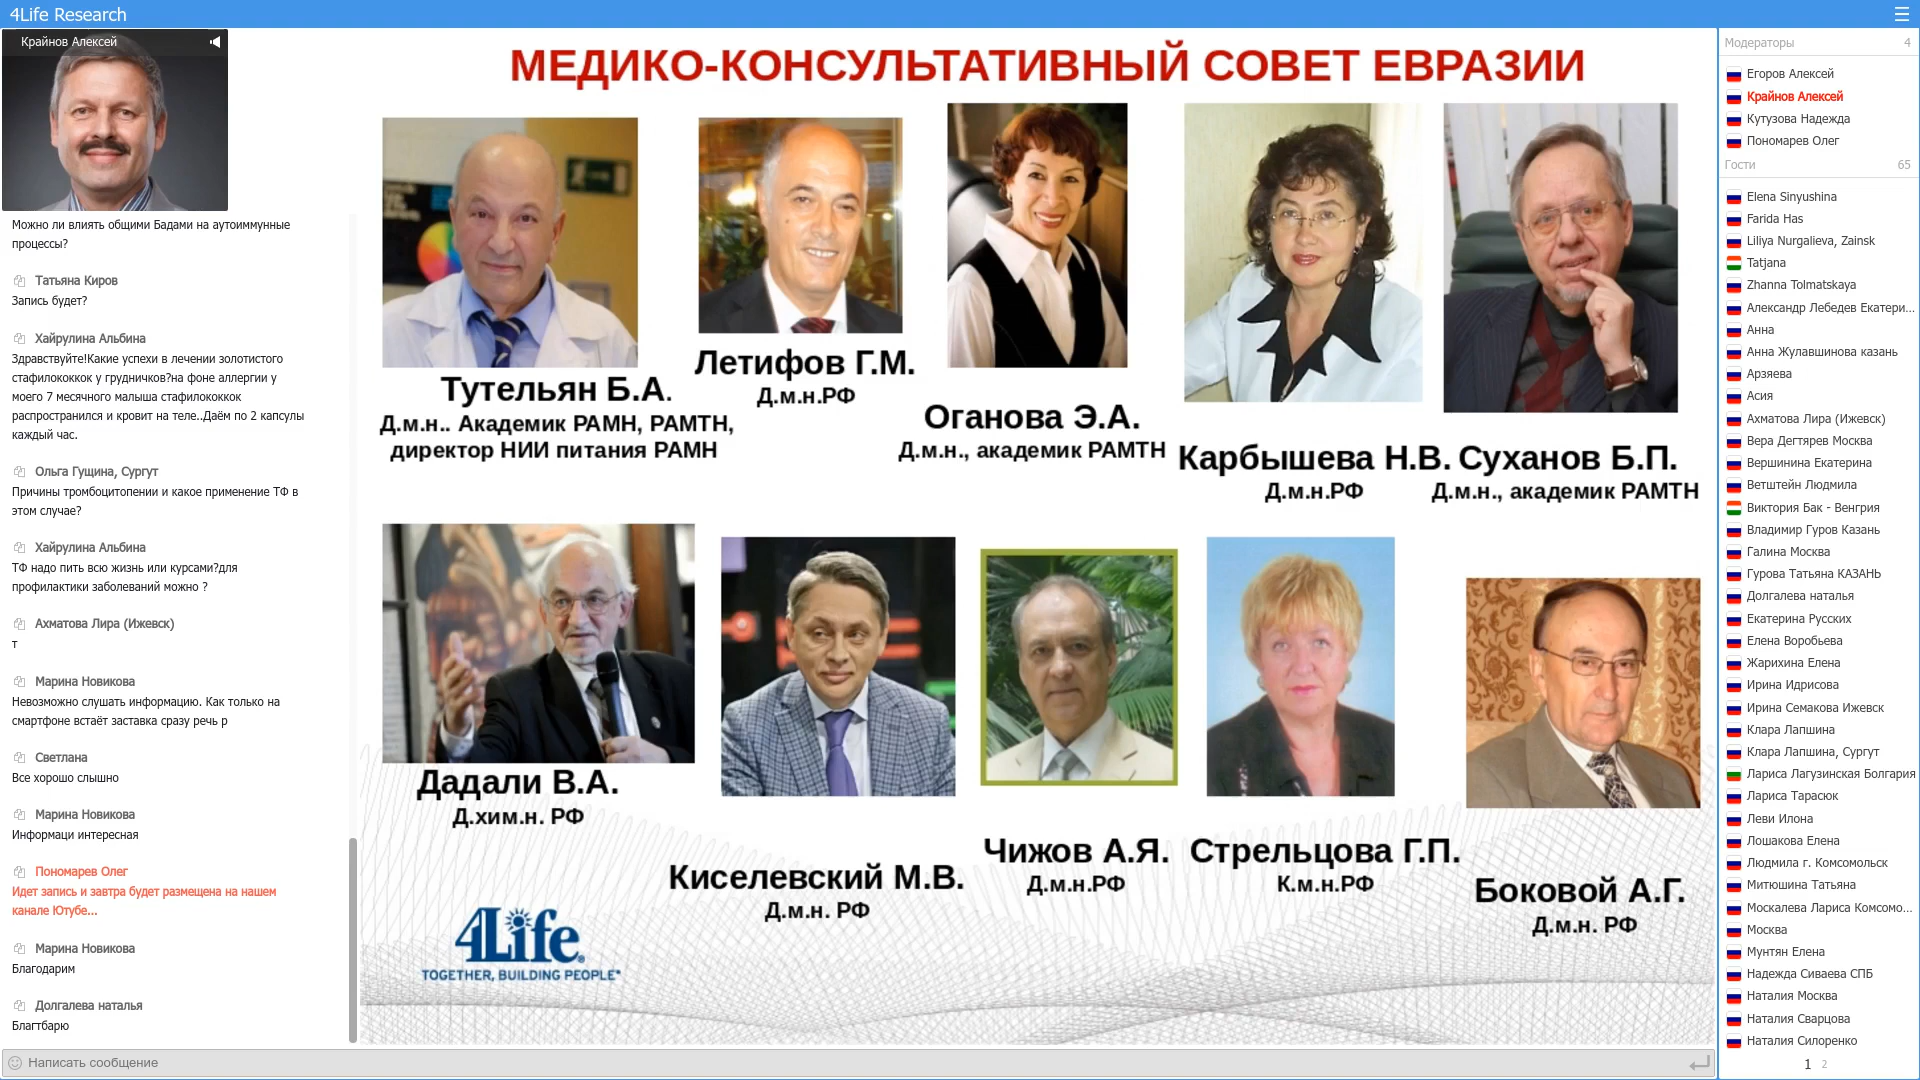 4Life Research
Крайнов Алексей
Можно ли влиять общими Бадами на аутоиммунные
процессы?
Татьяна Киров
Запись будет?
Хайрулина Альбина
Здравствуйте!Какие успехи в лечении золотистого
стафилококкок у грудничков?на фоне аллергии у
моего 7 месячного малыша стафилококкок
распространился и кровит на теле..Даём по 2 капсулы
каждый час.
Ольга Гущина, Сургут
Причины тромбоцитопении и какое применение ТФ в
этом случае?
Хайрулина Альбина
ТФ надо пить всю жизнь или курсами?для
профилактики заболеваний можно ?
Ахматова Лира (Ижевск)
т
Марина Новикова
Невозможно слушать информацию. Как только на
смартфоне встаёт заставка сразу речь р
Светлана
Все хорошо слышно
Марина Новикова
Информаци интересная
Пономарев Олег
Идет запись и завтра будет размещена на нашем
канале Ютубе...
Марина Новикова
Благодарим
Долгалева наталья
Благтбарю
Написать сообщение
МЕДИКО-КОНСУЛЬТАТИВНЫЙ СОВЕТ ЕВРАЗИИ
Тутельян Б.А.
Д.м.н.. Академик РАМН, РАМТН,
директор НИИ питания РАМН
Летифов Г.М.
Д.м.н.РФ
Оганова Э.А.
Д.м.н., академик РАМТН
Карбышева Н.В.
Д.м.н.РФ
Суханов Б.П.
Д.м.н., академик РАМТН
Дадали В.А.
Д.хим.н. РФ
Киселевский М.В.
Д.м.н. РФ
Чижов А.Я.
Д.м.н.РФ
Стрельцова Г.П.
К.м.н.РФ
Боковой А.Г.
Д.м.н. РФ
4Life®
TOGETHER, BUILDING PEOPLE
Модераторы 4
Егоров Алексей
Крайнов Алексей
Кутузова Надежда
Пономарев Олег
Гости 65
Elena Sinyushina
Farida Has
Liliya Nurgalieva, Zainsk
Tatjana
Zhanna Tolmatskaya
Александр Лебедев Екатери...
Анна
Анна Жулавшинова казань
Арзяева
Асия
Ахматова Лира (Ижевск)
Вера Дегтярев Москва
Вершинина Екатерина
Ветштейн Людмила
Виктория Бак - Венгрия
Владимир Гуров Казань
Галина Москва
Гурова Татьяна КАЗАНЬ
Долгалева наталья
Екатерина Русских
Елена Воробьева
Жарихина Елена
Ирина Идрисова
Ирина Семакова Ижевск
Клара Лапшина
Клара Лапшина, Сургут
Лариса Лагузинская Болгария
Лариса Тарасюк
Леви Илона
Лошакова Елена
Людмила г. Комсомольск
Митюшина Татьяна
Москалева Лариса Комсомо...
Москва
Мунтян Елена
Надежда Сиваева СПБ
Наталия Москва
Наталия Сварцова
Наталия Силоренко
1 2